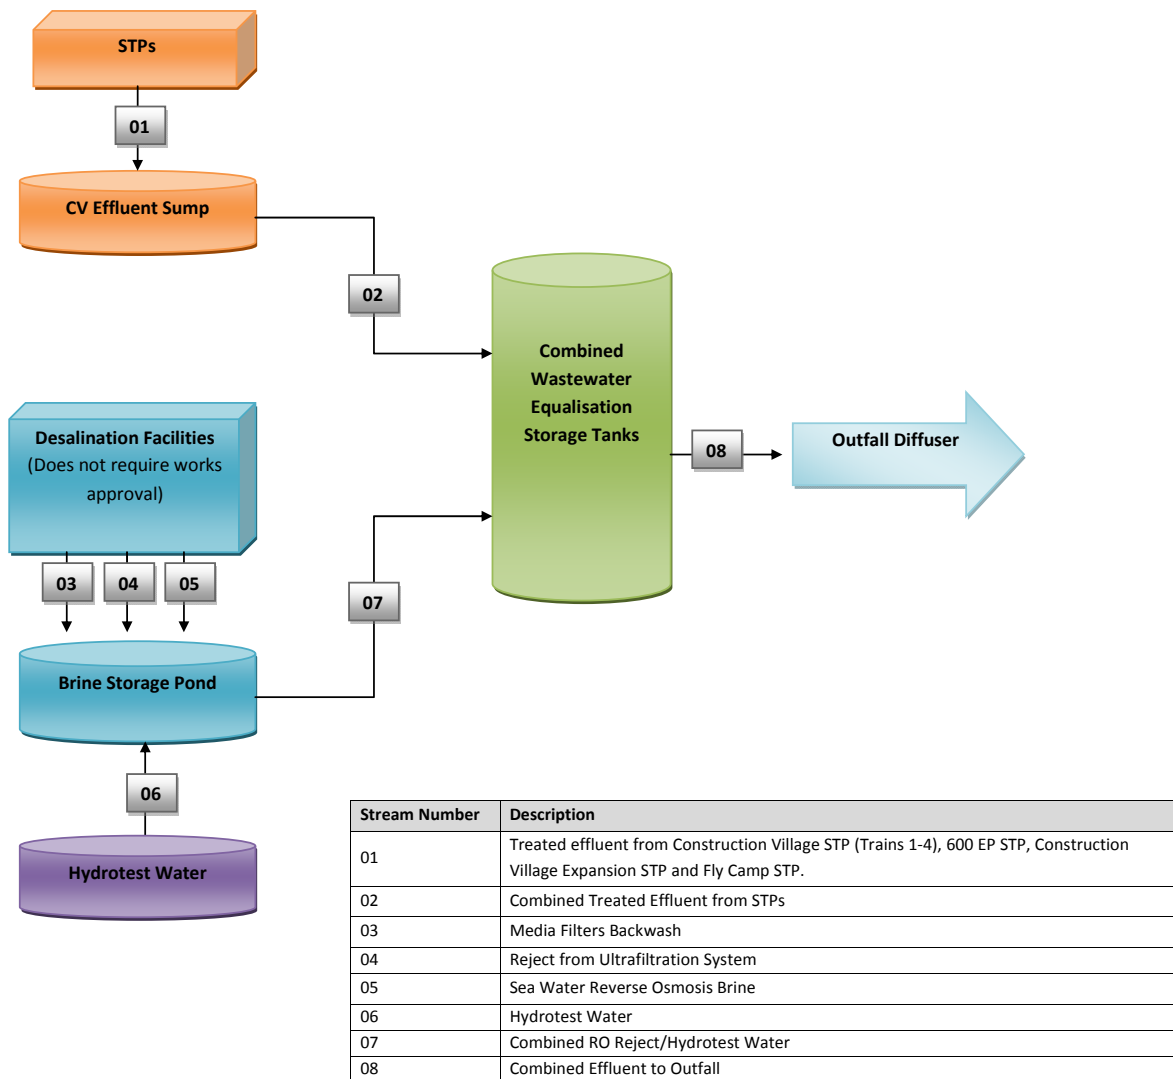 STPs
01
CV Effluent Sump
02
Combined
Wastewater
Equalisation
Storage Tanks
Desalination Facilities
(Does not require works
approval)
08
Outfall Diffuser
03
04
05
07
Brine Storage Pond
06
Hydrotest Water
Stream Number
Description
01
Treated effluent from Construction Village STP (Trains 1-4), 600 EP STP, Construction
Village Expansion STP and Fly Camp STP.
02
Combined Treated Effluent from STPs
03
Media Filters Backwash
04
Reject from Ultrafiltration System
05
Sea Water Reverse Osmosis Brine
06
Hydrotest Water
07
Combined RO Reject/Hydrotest Water
08
Combined Effluent to Outfall